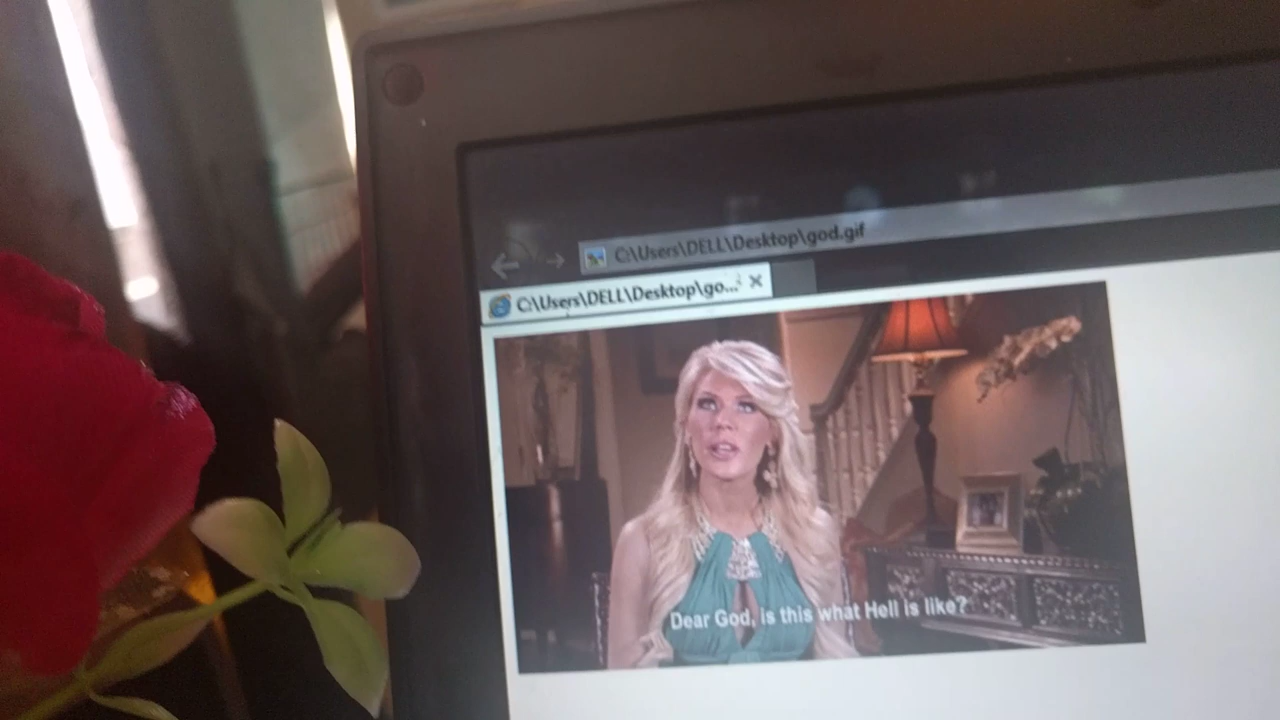 C:\Users\DELL\Desktop\god.gif
C:\Users\DELL\Desktop\go...
Dear God, is this what Hell is like?